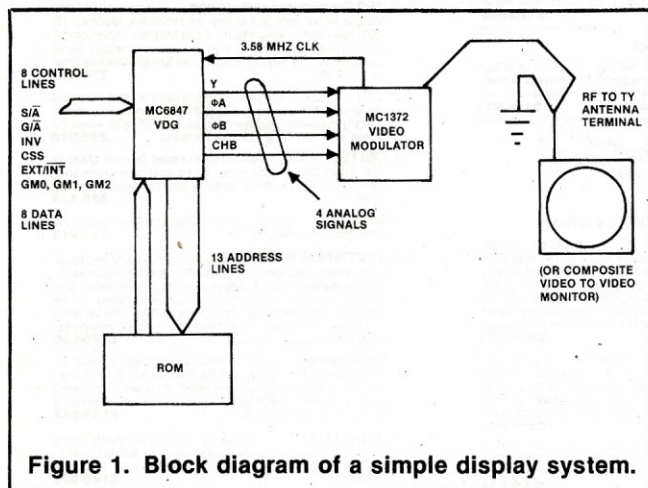 3.58 MHZ CLK
8 CONTROL
LINES
S/A̅
G/A̅
INV
CSS
EXT/I̅N̅T̅
GM0, GM1, GM2
8 DATA
LINES
MC6847
VDG
Y
ΦA
ΦB
CHB
MC1372
VIDEO
MODULATOR
4 ANALOG
SIGNALS
RF TO TY
ANTENNA
TERMINAL
(OR COMPOSITE
VIDEO TO VIDEO
MONITOR)
13 ADDRESS
LINES
ROM
Figure 1. Block diagram of a simple display system.